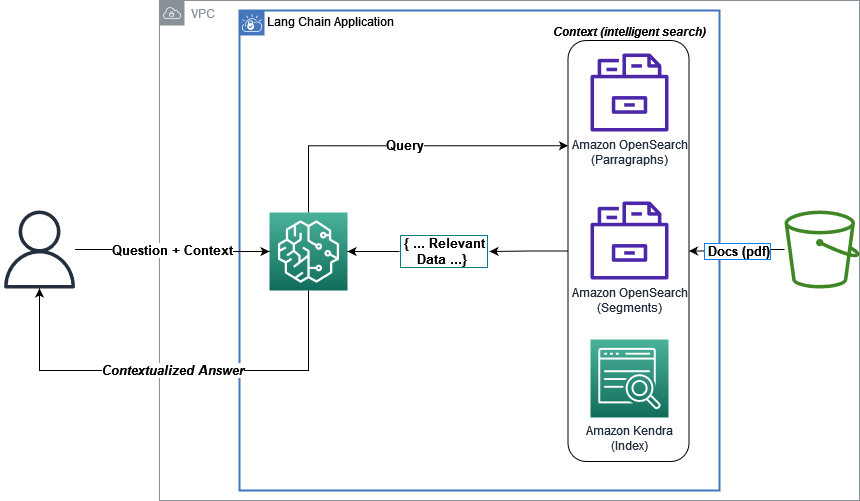 VPC
Lang Chain Application
Context (intelligent search)
Query
Amazon OpenSearch
(Parragraphs)
Question + Context
{ ... Relevant
Data ...}
Docs (pdf)
Amazon OpenSearch
(Segments)
Contextualized Answer
Amazon Kendra
(Index)